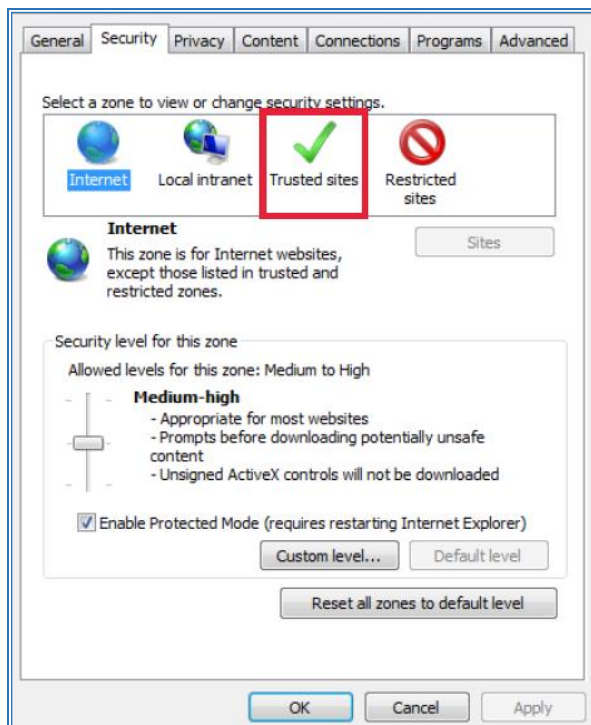 General Security Privacy Content Connections Programs Advanced
Select a zone to view or change security settings.
Internet Local intranet Trusted sites Restricted
sites
Internet
Sites
This zone is for Internet websites,
except those listed in trusted and
restricted zones.
Security level for this zone
Allowed levels for this zone: Medium to High
Medium-high
- Appropriate for most websites
- Prompts before downloading potentially unsafe
content
- Unsigned ActiveX controls will not be downloaded
Enable Protected Mode (requires restarting Internet Explorer)
Custom level... Default level
Reset all zones to default level
OK Cancel Apply